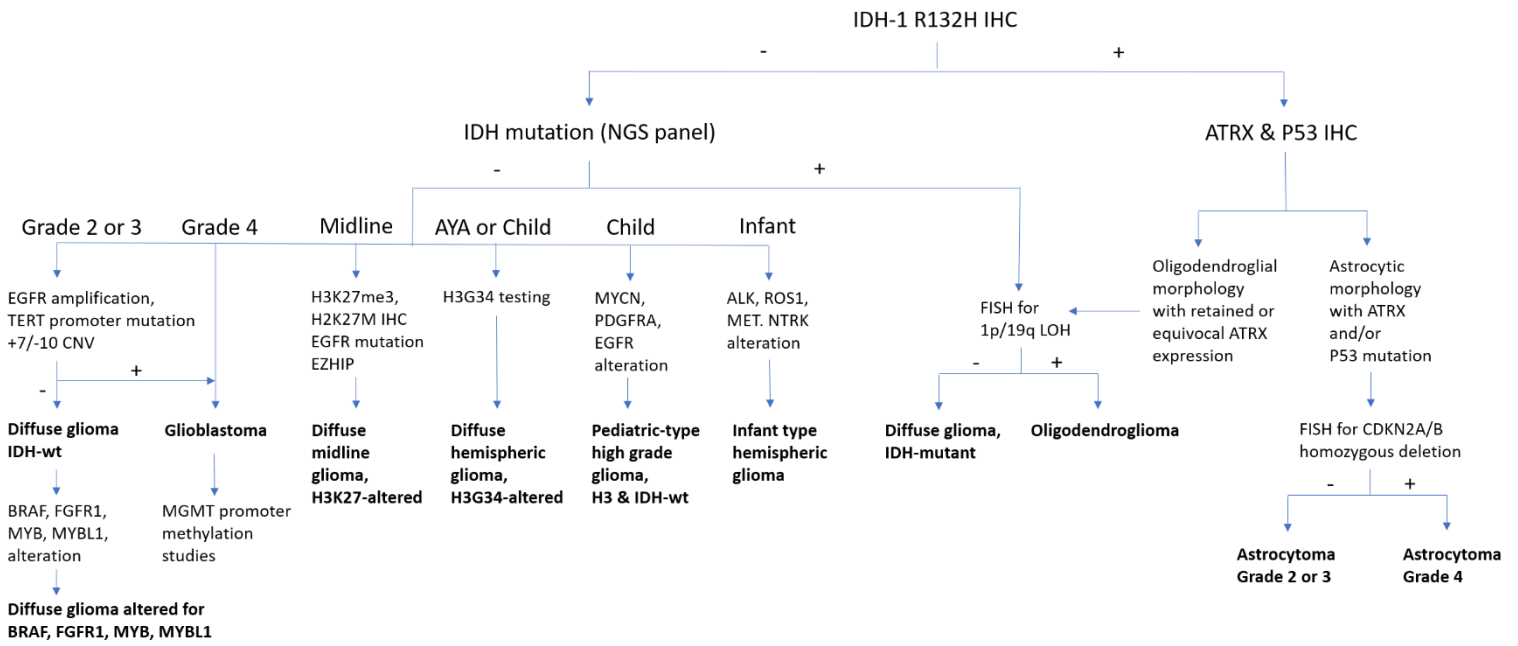 IDH-1 R132H IHC
-
+
IDH mutation (NGS panel)
ATRX & P53 IHC
-
+
Grade 2 or 3
Grade 4
Midline
AYA or Child
Child
Infant
EGFR amplification,
TERT promoter mutation
+7/-10 CNV
H3K27me3,
H2K27M IHC
EGFR mutation
EZHIP
H3G34 testing
MYCN,
PDGFRA,
EGFR
alteration
ALK, ROS1,
MET. NTRK
alteration
FISH for
1p/19q LOH
Oligodendroglial
morphology
with retained or
equivocal ATRX
expression
Astrocytic
morphology
with ATRX
and/or
P53 mutation
+
-
-
+
Diffuse glioma
IDH-wt
Glioblastoma
Diffuse
midline
glioma,
H3K27-altered
Diffuse
hemispheric
glioma,
H3G34-altered
Pediatric-type
high grade
glioma,
H3 & IDH-wt
Infant type
hemispheric
glioma
Diffuse glioma,
IDH-mutant
Oligodendroglioma
FISH for CDKN2A/B
homozygous deletion
-
+
BRAF, FGFR1,
MYB, MYBL1,
alteration
MGMT promoter
methylation
studies
Astrocytoma
Grade 2 or 3
Astrocytoma
Grade 4
Diffuse glioma altered for
BRAF, FGFR1, MYB, MYBL1